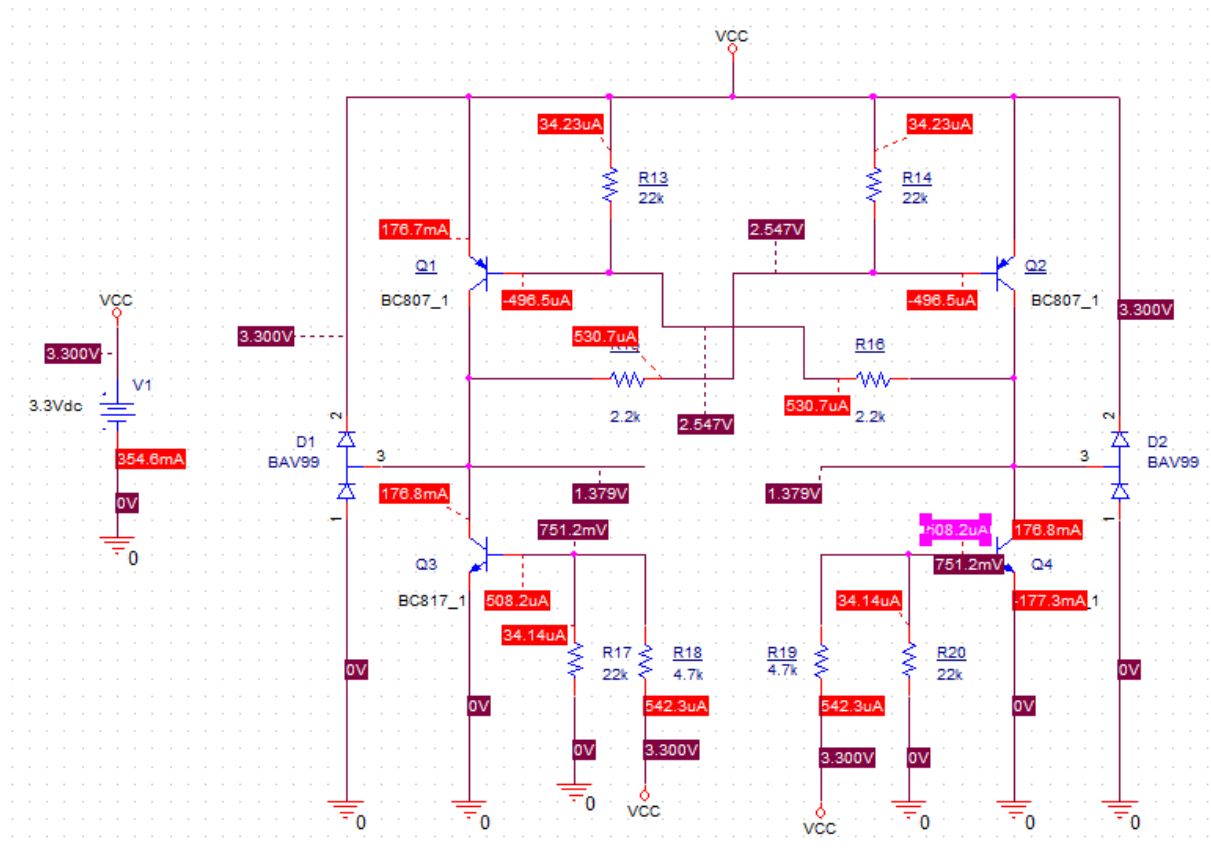 VCC
34.23uA
34.23uA
R13
22k
R14
22k
176.7mA
2.547V
Q1
Q2
-496.5uA
-496.5uA
BC807_1
BC807_1
VCC
3.300V
3.300V
3.300V
530.7uA
R16
V1
3.3Vdc
530.7uA
2.2k
2.2k
2.547V
2
2
D1
BAV99
3
3
D2
BAV99
354.6mA
1.379V
1.379V
176.8mA
0V
1
1
751.2mV
508.2uA
176.8mA
0
Q3
751.2mV
Q4
BC817_1
508.2uA
34.14uA
-177.3mA
_1
34.14uA
R17
22k
R18
4.7k
R19
4.7k
R20
22k
0V
0V
0V
542.3uA
542.3uA
0V
0V
3.300V
3.300V
0V
0
VCC
VCC
0
0
0
0
0